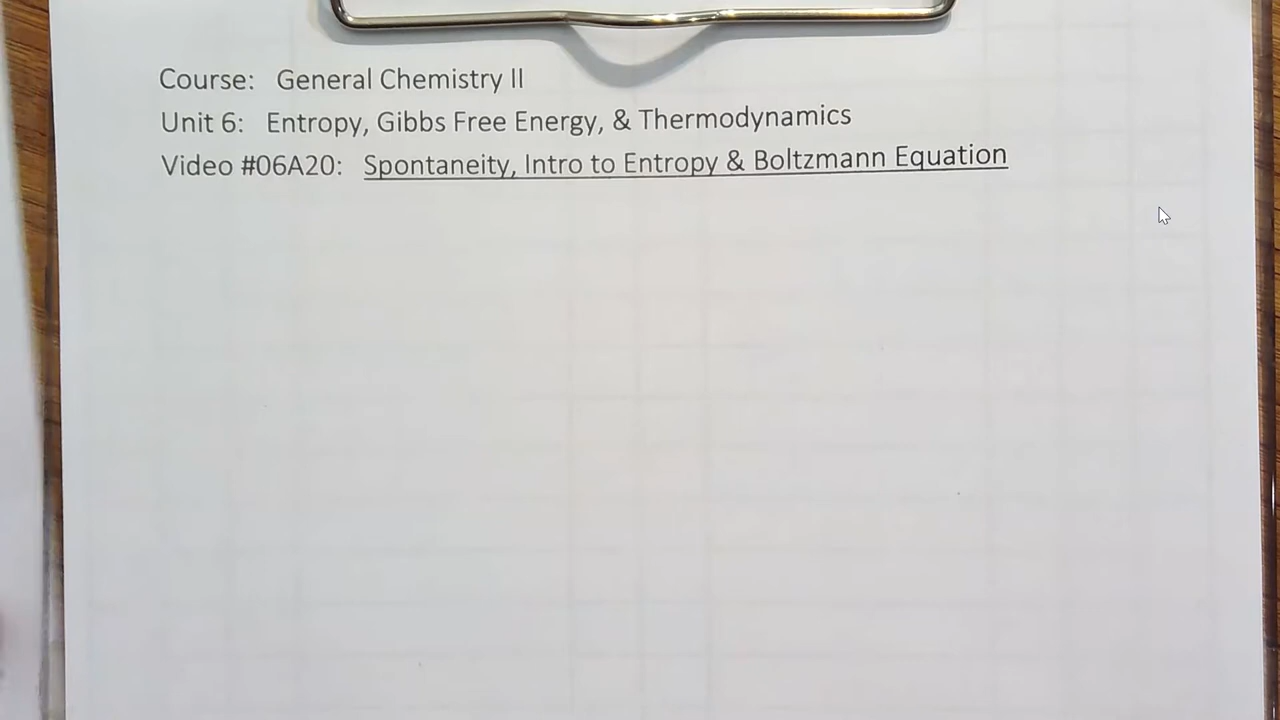 Course: General Chemistry II
Unit 6: Entropy, Gibbs Free Energy, & Thermodynamics
Video #06A20: Spontaneity, Intro to Entropy & Boltzmann Equation